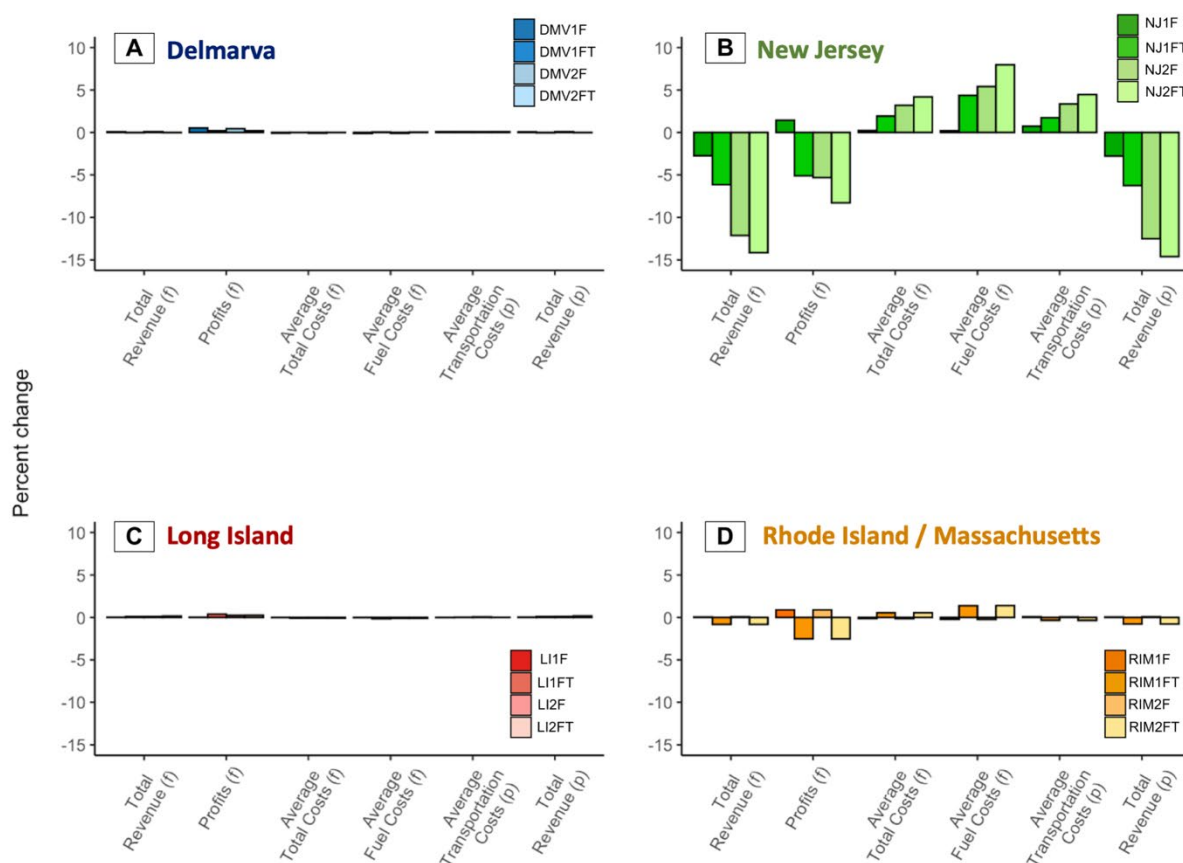 A Delmarva
DMV1F
DMV1FT
DMV2F
DMV2FT
10
5
0
-5
-10
-15
Total
Revenue (f)
Profits (f)
Average
Total Costs (f)
Average
Fuel Costs (f)
Average
Transportation
Costs (p)
Total
Revenue (p)
B New Jersey
NJ1F
NJ1FT
NJ2F
NJ2FT
10
5
0
-5
-10
-15
Total
Revenue (f)
Profits (f)
Average
Total Costs (f)
Average
Fuel Costs (f)
Average
Transportation
Costs (p)
Total
Revenue (p)
Percent change
C Long Island
10
5
0
-5
-10
-15
LI1F
LI1FT
LI2F
LI2FT
Total
Revenue (f)
Profits (f)
Average
Total Costs (f)
Average
Fuel Costs (f)
Average
Transportation
Costs (p)
Total
Revenue (p)
D Rhode Island / Massachusetts
10
5
0
-5
-10
-15
RIM1F
RIM1FT
RIM2F
RIM2FT
Total
Revenue (f)
Profits (f)
Average
Total Costs (f)
Average
Fuel Costs (f)
Average
Transportation
Costs (p)
Total
Revenue (p)